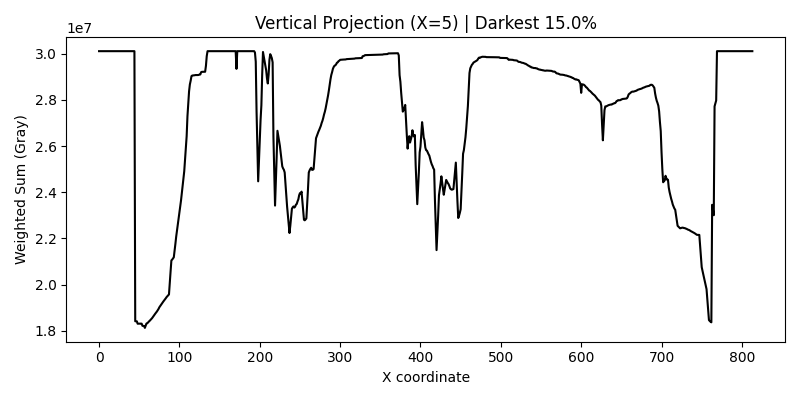 Vertical Projection (X=5) | Darkest 15.0%
1e7
3.0
2.8
2.6
2.4
2.2
2.0
1.8
Weighted Sum (Gray)
0 100 200 300 400 500 600 700 800
X coordinate